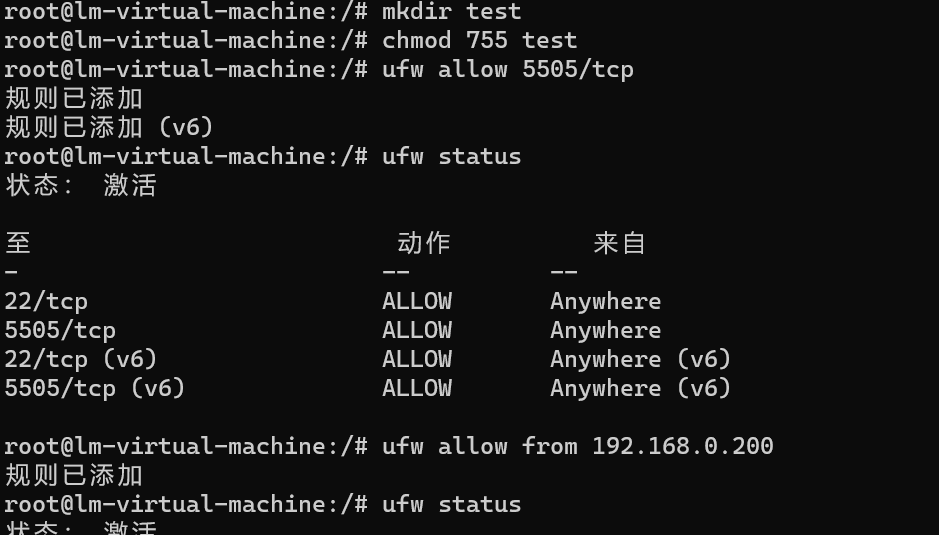 root@lm-virtual-machine:/# mkdir test
root@lm-virtual-machine:/# chmod 755 test
root@lm-virtual-machine:/# ufw allow 5505/tcp
规则已添加
规则已添加 (v6)
root@lm-virtual-machine:/# ufw status
状态： 激活
至 动作 来自
- -- --
22/tcp ALLOW Anywhere
5505/tcp ALLOW Anywhere
22/tcp (v6) ALLOW Anywhere (v6)
5505/tcp (v6) ALLOW Anywhere (v6)
root@lm-virtual-machine:/# ufw allow from 192.168.0.200
规则已添加
root@lm-virtual-machine:/# ufw status
状态： 激活